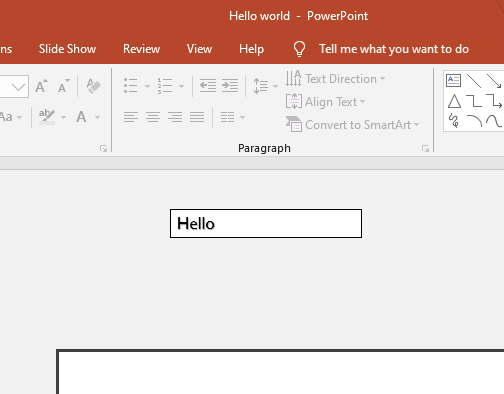 Hello world - PowerPoint
ns Slide Show Review View Help Tell me what you want to do
A A A Text Direction
Aa ab A Align Text
Convert to SmartArt
Paragraph
Hello